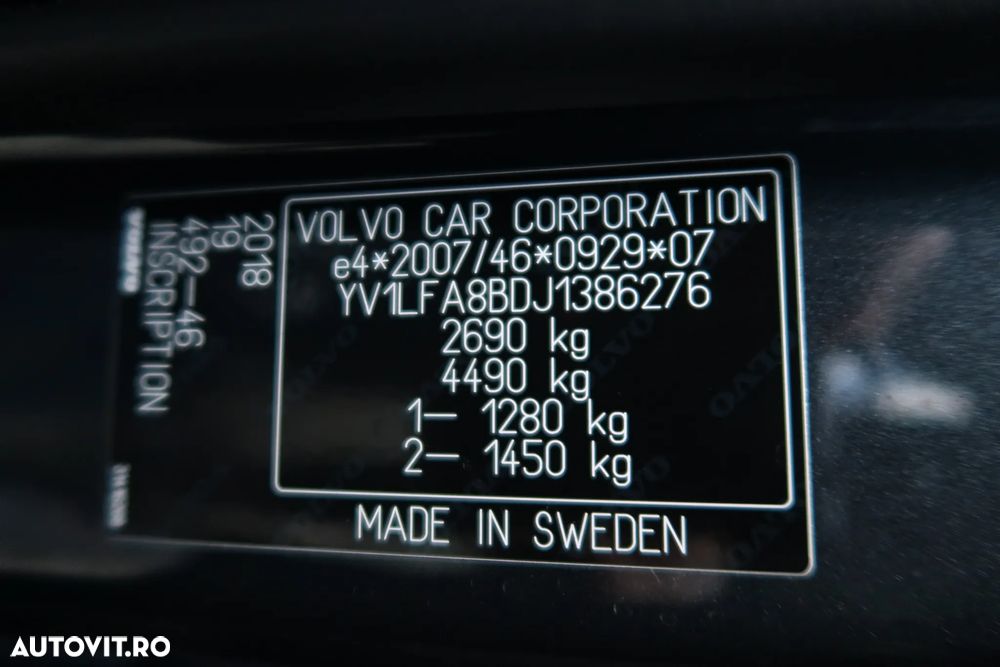 VOLVO CAR CORPORATION
e4*2007/46*0929*07
YV1LFA8BDJ1386276
2690 kg
4490 kg
1– 1280 kg
2– 1450 kg
MADE IN SWEDEN
2018
19
492–46
INSCRIPTION
VOLVO
AUTOVIT.RO